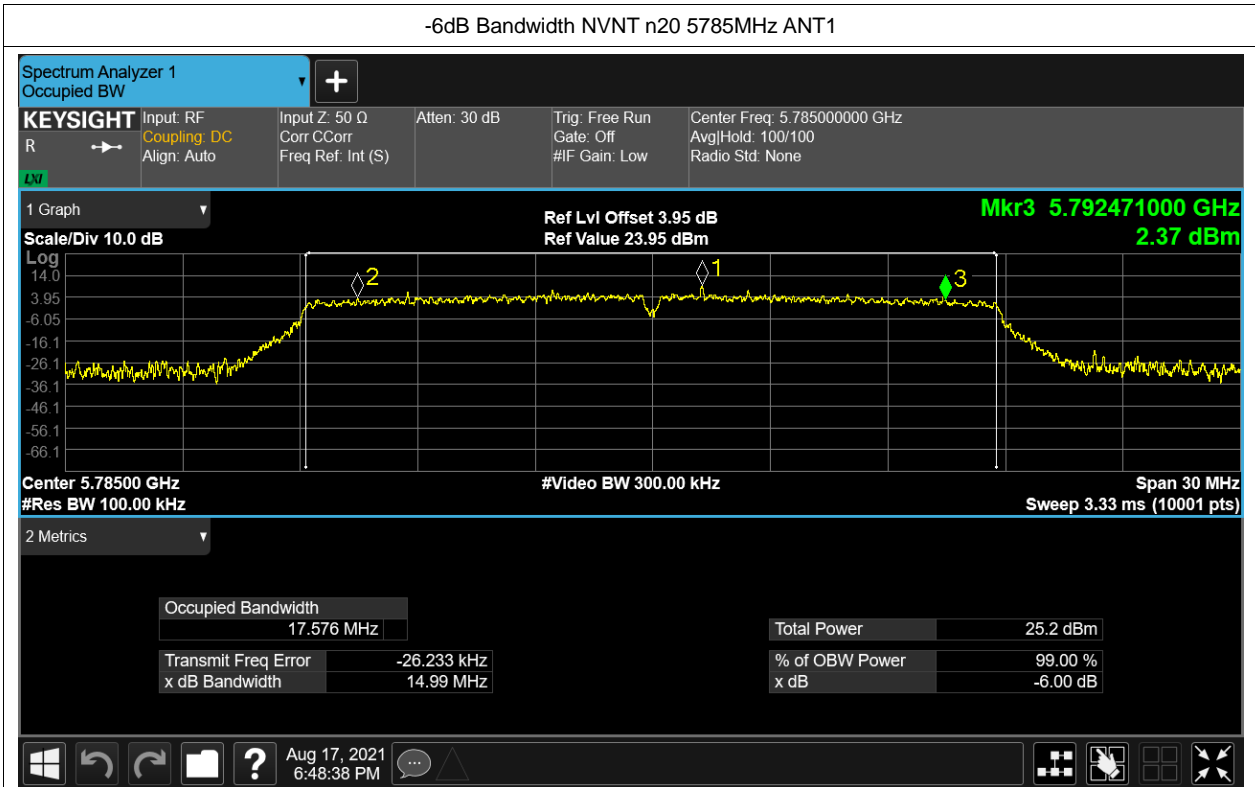 -6dB Bandwidth NVNT n20 5785MHz ANT1
Spectrum Analyzer 1
Occupied BW
+
KEYSIGHT
R
LXI
Input: RF
Coupling: DC
Align: Auto
Input Z: 50 Ω
Corr CCorr
Freq Ref: Int (S)
Atten: 30 dB
Trig: Free Run
Gate: Off
#IF Gain: Low
Center Freq: 5.785000000 GHz
Avg|Hold: 100/100
Radio Std: None
1 Graph
Scale/Div 10.0 dB
Ref Lvl Offset 3.95 dB
Ref Value 23.95 dBm
Mkr3 5.792471000 GHz
2.37 dBm
Log
14.0
3.95
-6.05
-16.1
-26.1
-36.1
-46.1
-56.1
-66.1
2
1
3
Center 5.78500 GHz
#Res BW 100.00 kHz
#Video BW 300.00 kHz
Span 30 MHz
Sweep 3.33 ms (10001 pts)
2 Metrics
Occupied Bandwidth
17.576 MHz
Transmit Freq Error -26.233 kHz
x dB Bandwidth 14.99 MHz
Total Power 25.2 dBm
% of OBW Power 99.00 %
x dB -6.00 dB
?
Aug 17, 2021
6:48:38 PM